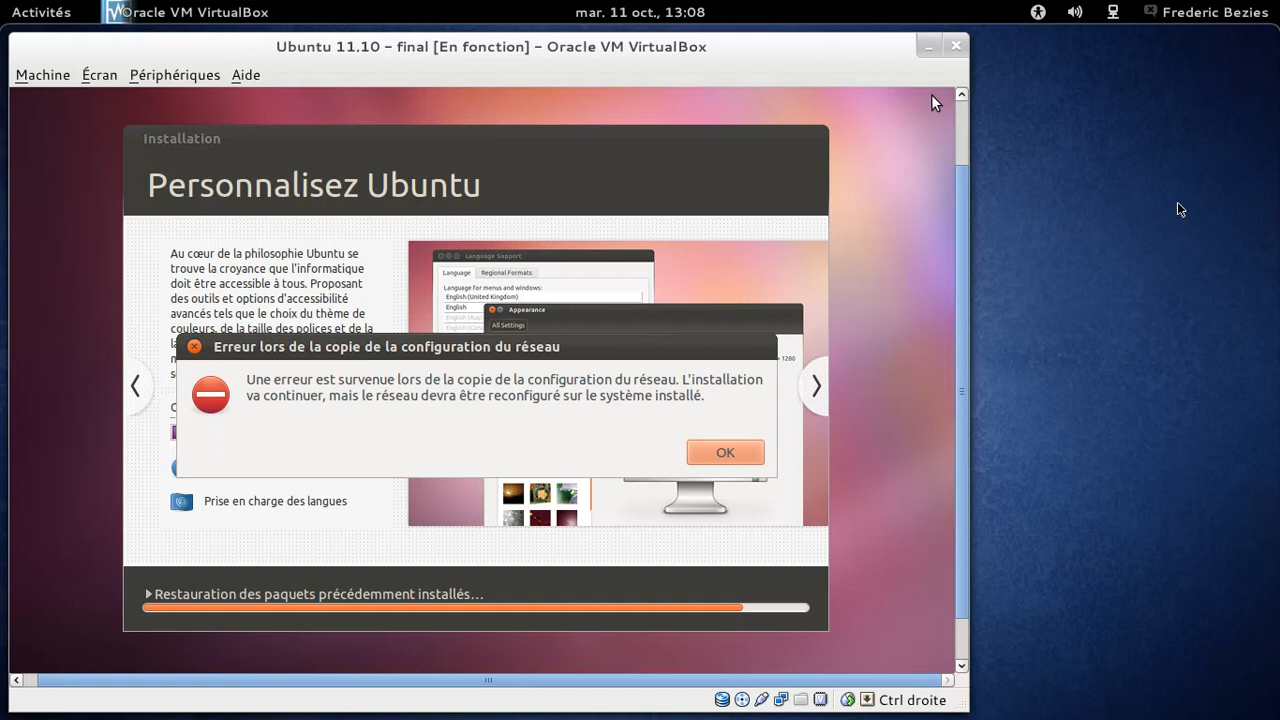 Activités
Oracle VM VirtualBox
mar. 11 oct., 13:08
Frederic Bezies
Ubuntu 11.10 – final [En fonction] – Oracle VM VirtualBox
Machine Écran Périphériques Aide
Installation
Personnalisez Ubuntu
Au cœur de la philosophie Ubuntu se
trouve la croyance que l'informatique
doit être accessible à tous. Proposant
des outils et options d'accessibilité
avancés tels que le choix du thème de
couleurs, de la taille des polices et de la
Language Support
Language Regional Formats
Language for menus and windows:
English (United Kingdom)
English
Appearance
All Settings
1280
Erreur lors de la copie de la configuration du réseau
Une erreur est survenue lors de la copie de la configuration du réseau. L'installation
va continuer, mais le réseau devra être reconfiguré sur le système installé.
OK
Prise en charge des langues
Restauration des paquets précédemment installés…
Ctrl droite